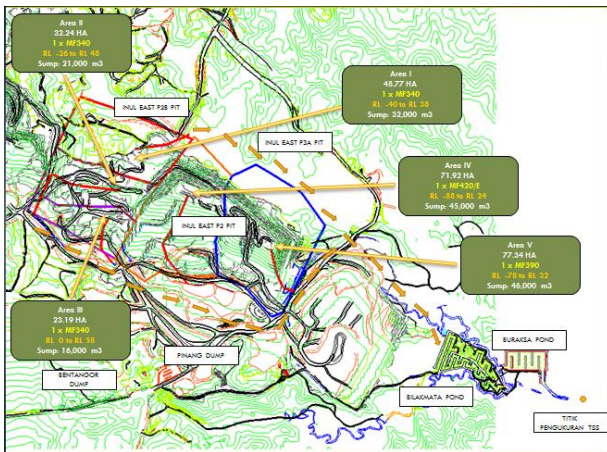 Area II
32.24 HA
1 x MF340
RL -26 to RL 48
Sump: 21,000 m3
Area I
48.77 HA
1 x MF340
RL -40 to RL 38
Sump: 32,000 m3
INUL EAST P2B PIT
INUL EAST P3A PIT
Area IV
71.92 HA
1 x MF420/E
RL -88 to RL 24
Sump: 45,000 m3
INUL EAST P2 PIT
Area V
77.34 HA
1 x MF390
RL -78 to RL 32
Sump: 46,000 m3
Area III
23.19 HA
1 x MF340
RL 0 to RL 58
Sump: 16,000 m3
BURAKSA POND
PINANG DUMP
BENTANGOR
DUMP
BILAKMATA POND
TITIK
PENGUKURAN TSS